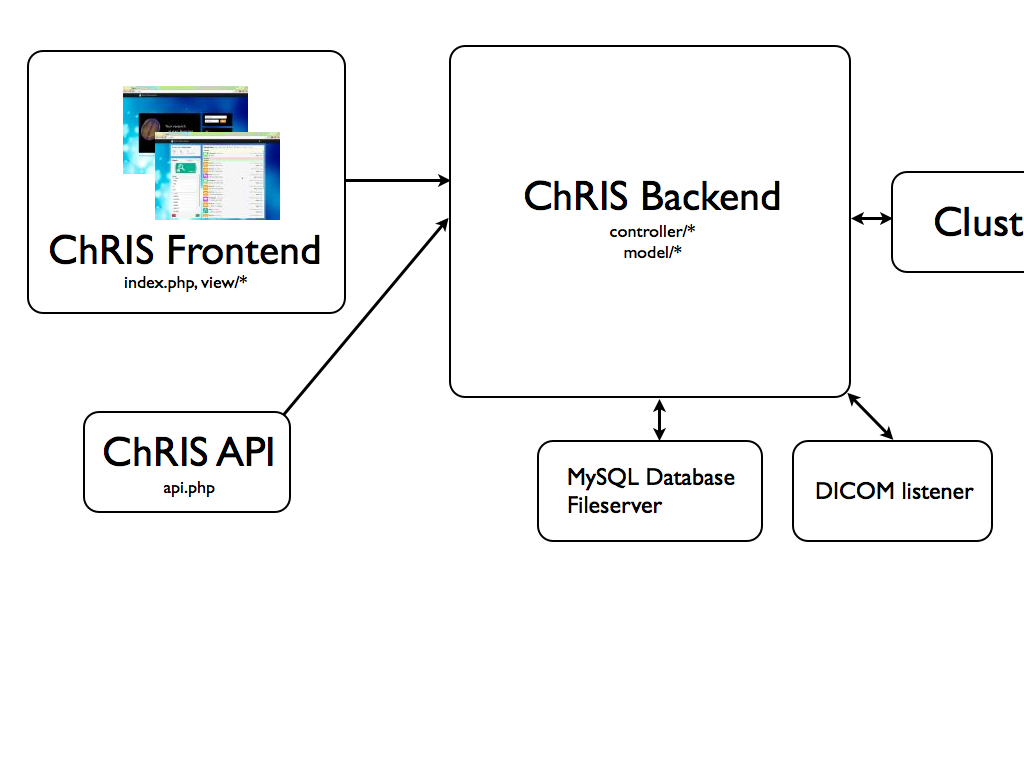 ChRIS Frontend
index.php, view/*
ChRIS Backend
controller/*
model/*
Clust
ChRIS API
api.php
MySQL Database
Fileserver
DICOM listener